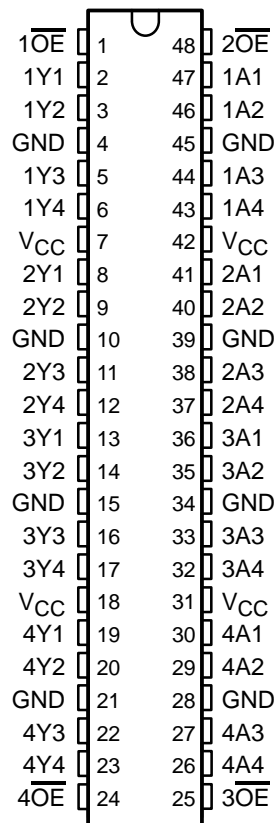 1O̅E̅ 1 48 2O̅E̅
1Y1 2 47 1A1
1Y2 3 46 1A2
GND 4 45 GND
1Y3 5 44 1A3
1Y4 6 43 1A4
VCC 7 42 VCC
2Y1 8 41 2A1
2Y2 9 40 2A2
GND 10 39 GND
2Y3 11 38 2A3
2Y4 12 37 2A4
3Y1 13 36 3A1
3Y2 14 35 3A2
GND 15 34 GND
3Y3 16 33 3A3
3Y4 17 32 3A4
VCC 18 31 VCC
4Y1 19 30 4A1
4Y2 20 29 4A2
GND 21 28 GND
4Y3 22 27 4A3
4Y4 23 26 4A4
4O̅E̅ 24 25 3O̅E̅